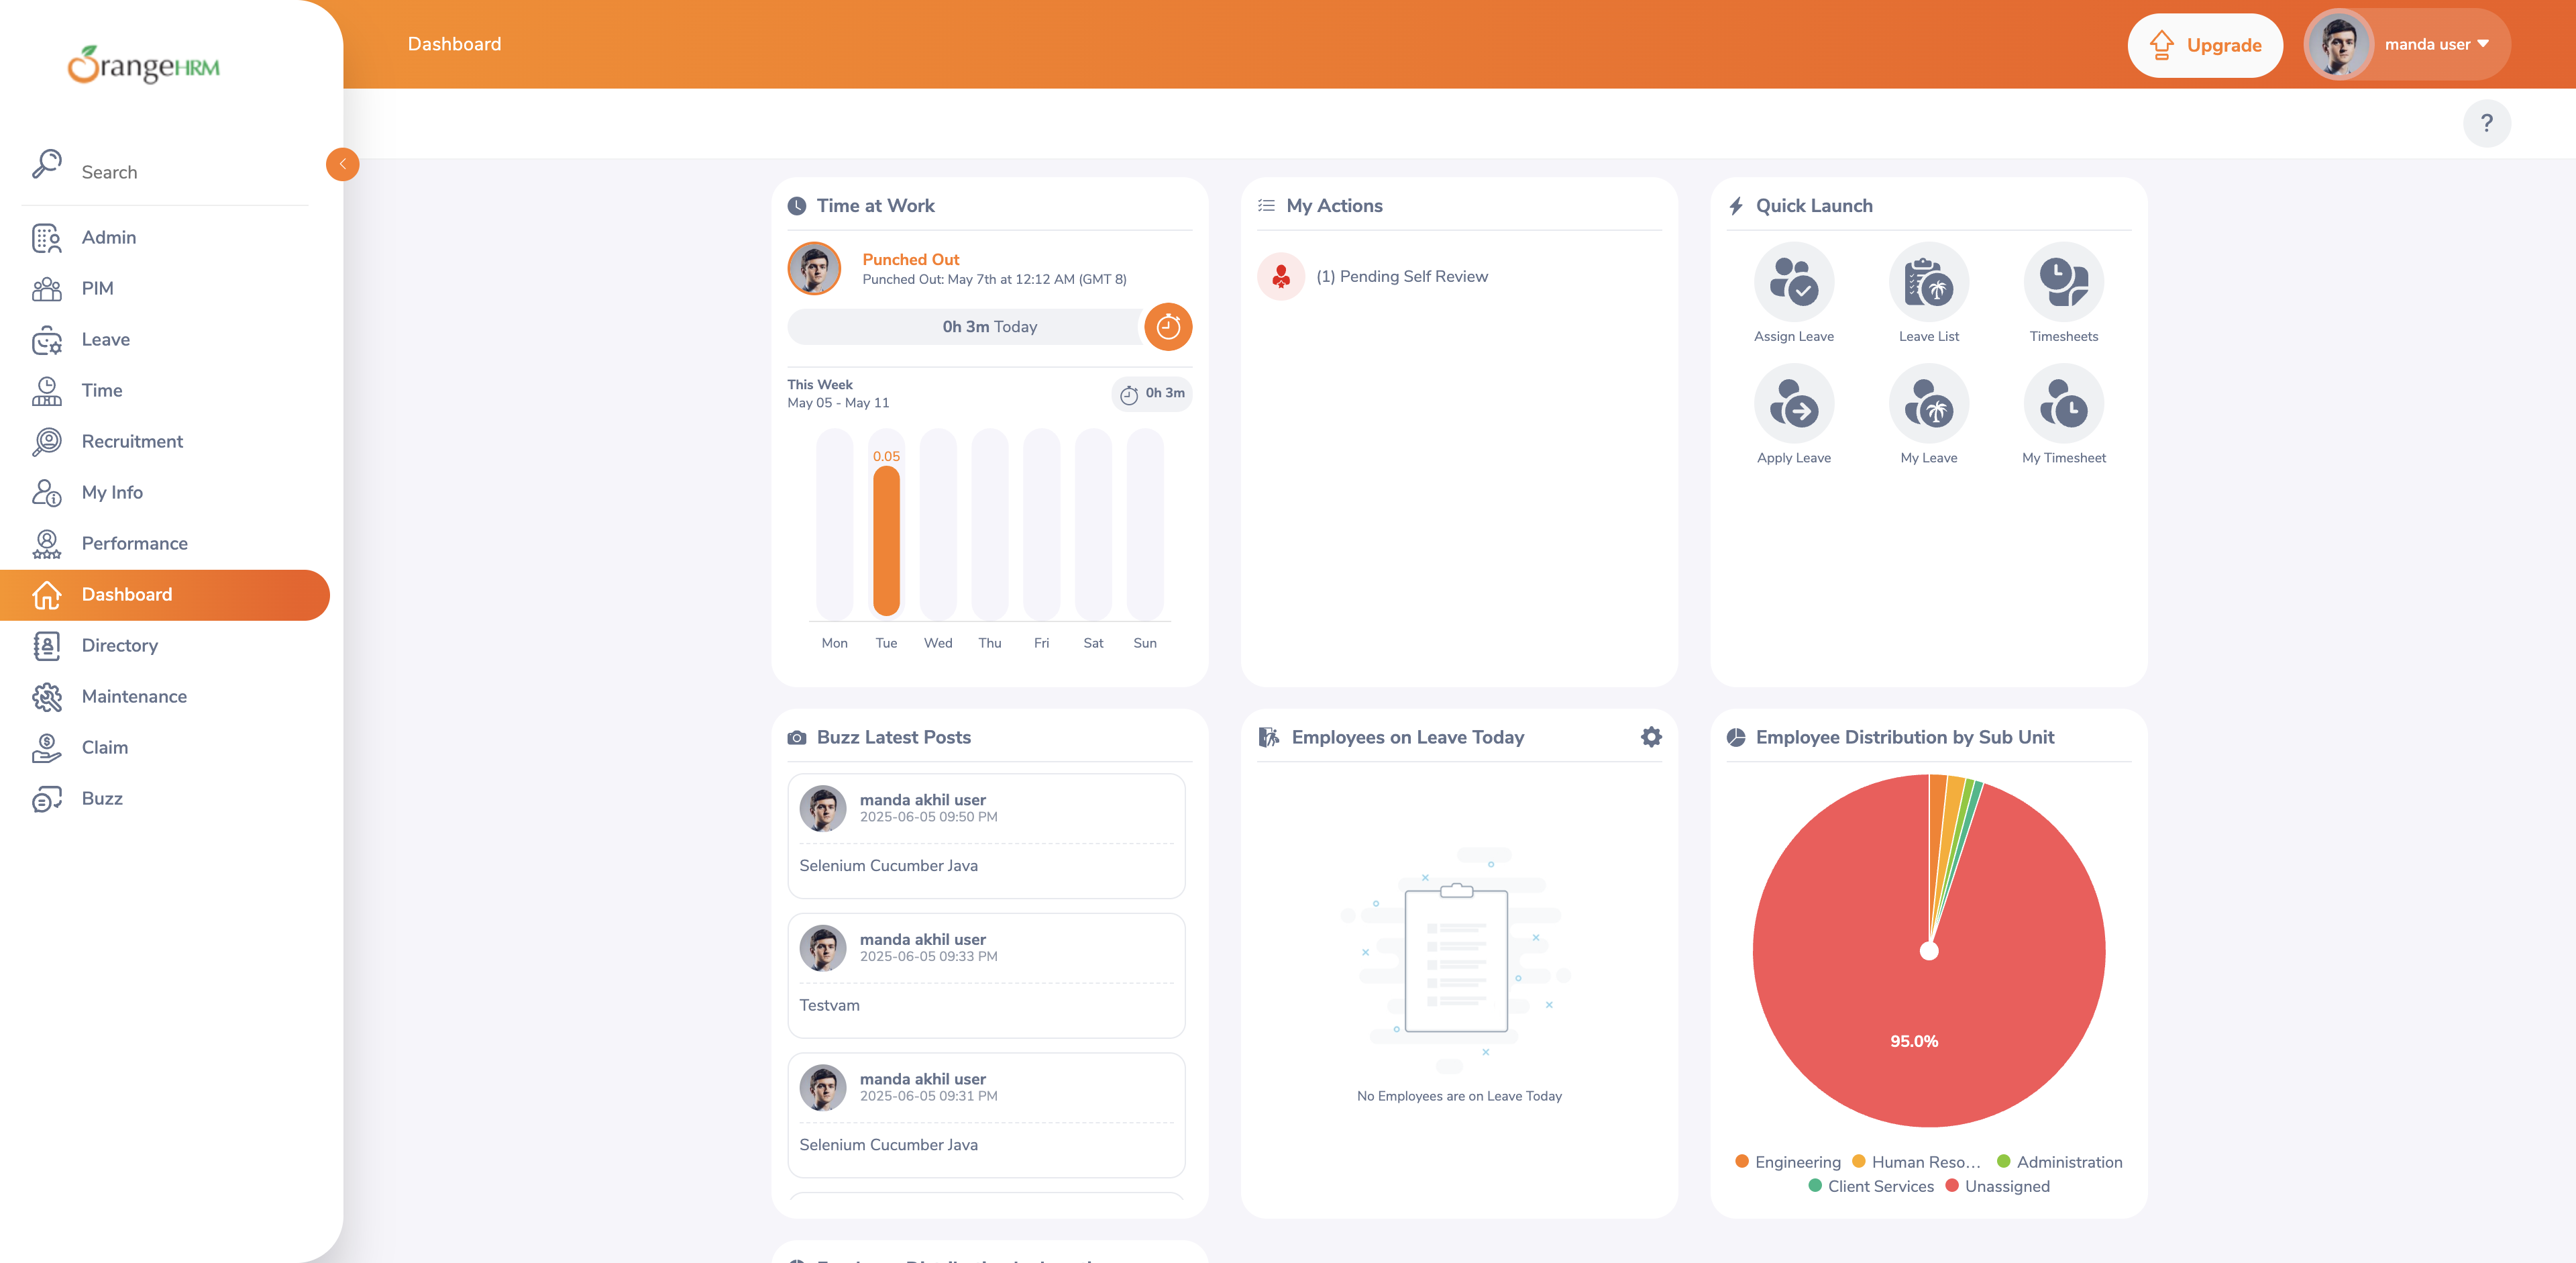 OrangeHRM
Search
Admin
PIM
Leave
Time
Recruitment
My Info
Performance
Dashboard
Directory
Maintenance
Claim
Buzz
Dashboard
Upgrade
manda user
?
Time at Work
Punched Out
Punched Out: May 7th at 12:12 AM (GMT 8)
0h 3m Today
This Week
May 05 - May 11
0h 3m
0.05
Mon Tue Wed Thu Fri Sat Sun
My Actions
(1) Pending Self Review
Quick Launch
Assign Leave Leave List Timesheets
Apply Leave My Leave My Timesheet
Buzz Latest Posts
manda akhil user
2025-06-05 09:50 PM
Selenium Cucumber Java
manda akhil user
2025-06-05 09:33 PM
Testvam
manda akhil user
2025-06-05 09:31 PM
Selenium Cucumber Java
Employees on Leave Today
No Employees are on Leave Today
Employee Distribution by Sub Unit
95.0%
Engineering Human Reso... Administration
Client Services Unassigned